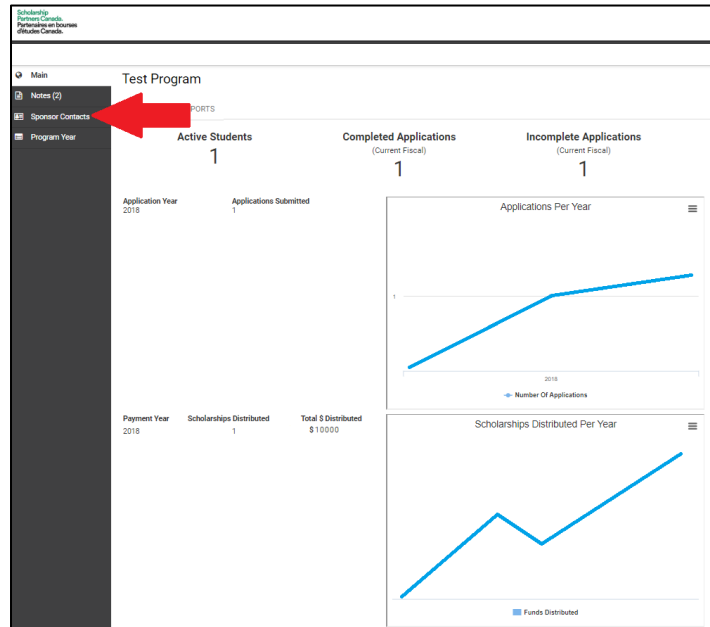 Scholarship
Partners Canada.
Partenaires en bourses
d'études Canada.
Main
Notes (2)
Sponsor Contacts
Program Year
Test Program
PORTS
Active Students
1
Completed Applications
(Current Fiscal)
1
Incomplete Applications
(Current Fiscal)
1
Application Year
2018
Applications Submitted
1
Applications Per Year
1
2018
Number Of Applications
Payment Year
2018
Scholarships Distributed
1
Total $ Distributed
$10000
Scholarships Distributed Per Year
Funds Distributed